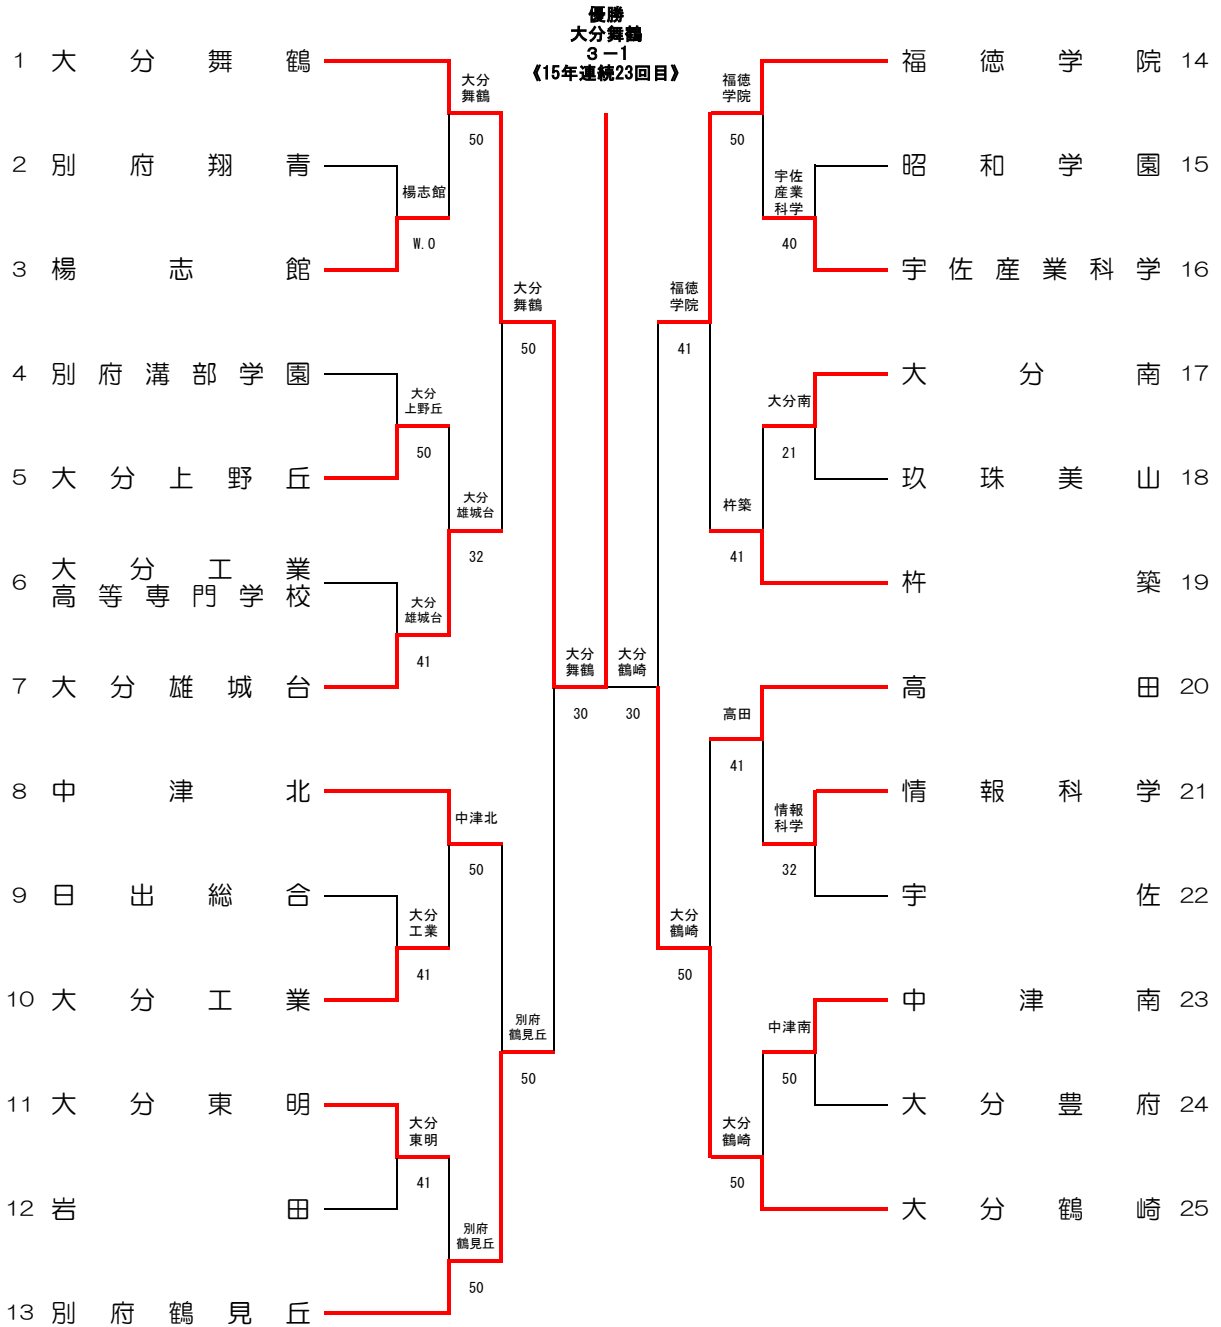 優勝
大分舞鶴
3－1
《15年連続23回目》
1 大分舞鶴
2 別府翔青
3 楊志館
4 別府溝部学園
5 大分上野丘
6 大分工業
高等専門学校
7 大分雄城台
8 中津北
9 日出総合
10 大分工業
11 大分東明
12 岩田
13 別府鶴見丘
楊志館
W.0
大分
上野丘
50
大分
雄城台
41
大分
工業
41
大分
東明
41
大分
舞鶴
50
大分
雄城台
32
中津北
50
別府
鶴見丘
50
大分
舞鶴
50
別府
鶴見丘
50
大分
舞鶴
30
大分
鶴崎
30
福徳
学院
41
大分
鶴崎
50
福徳
学院
50
杵築
41
高田
41
大分
鶴崎
50
宇佐
産業
科学
40
大分南
21
情報
科学
32
中津南
50
福徳学院 14
昭和学園 15
宇佐産業科学 16
大分南 17
玖珠美山 18
杵築 19
高田 20
情報科学 21
宇佐 22
中津南 23
大分豊府 24
大分鶴崎 25